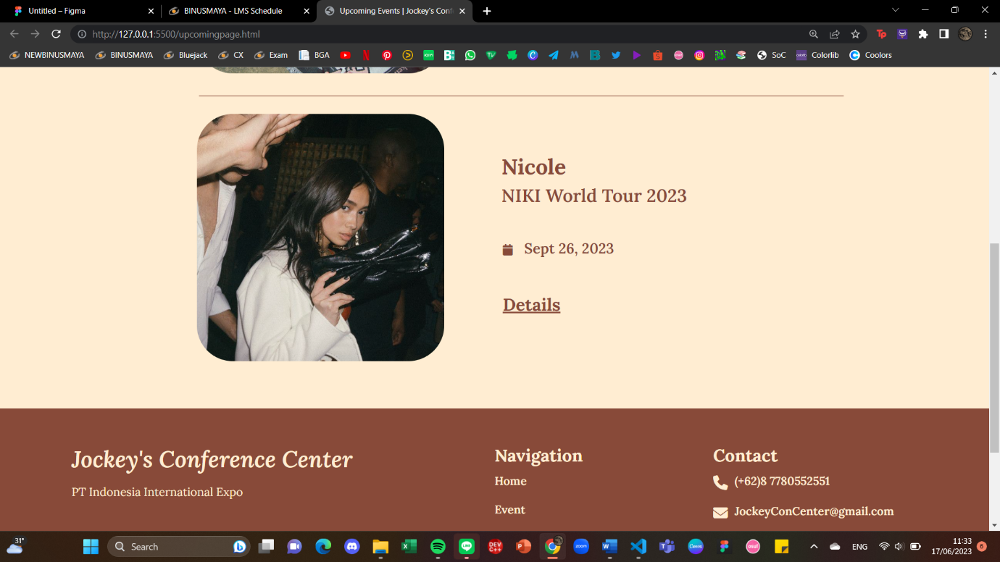 Untitled – Figma
BINUSMAYA - LMS Schedule
Upcoming Events | Jockey's Conf
http://127.0.0.1:5500/upcomingpage.html
NEWBINUSMAYA
BINUSMAYA
Bluejack
CX
Exam
BGA
SoC
Colorlib
Coolors
Nicole
NIKI World Tour 2023
Sept 26, 2023
Details
Jockey's Conference Center
PT Indonesia International Expo
Navigation
Home
Event
Contact
(+62)8 7780552551
JockeyConCenter@gmail.com
31°
Search
DEV
C++
zoom
osu!
ENG
11:33
17/06/2023
6